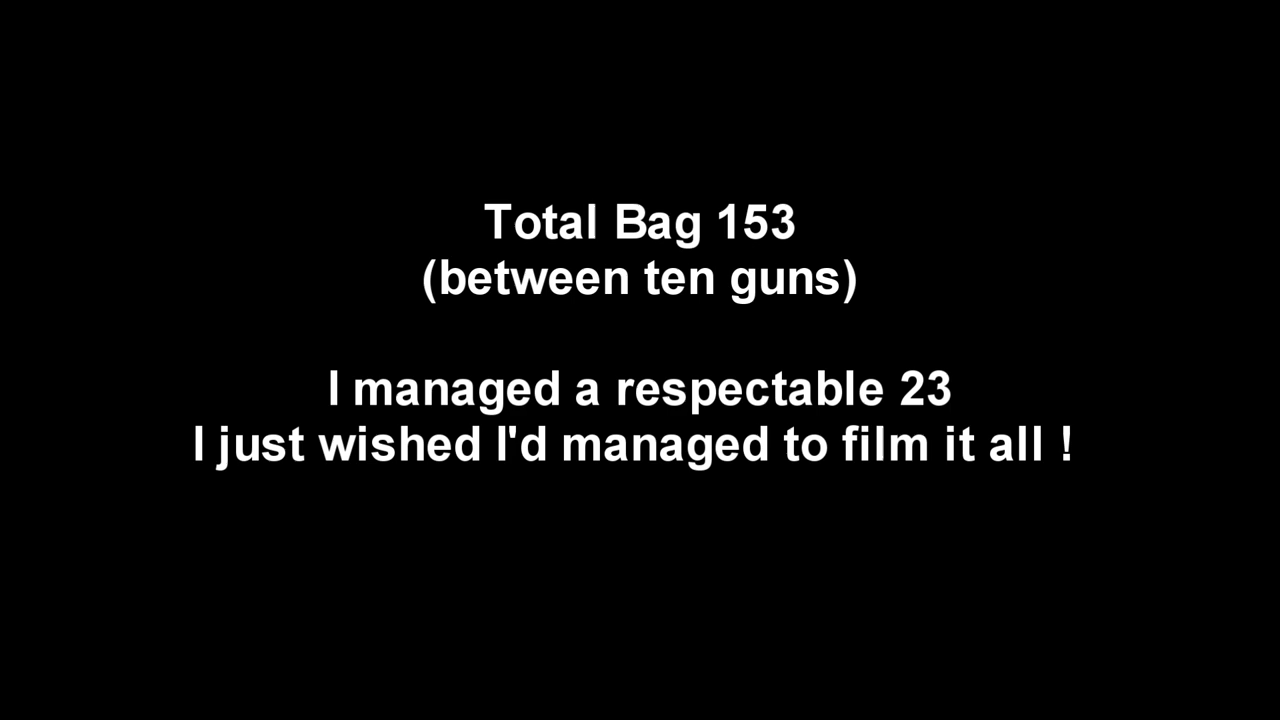 Total Bag 153
(between ten guns)
I managed a respectable 23
I just wished I'd managed to film it all !